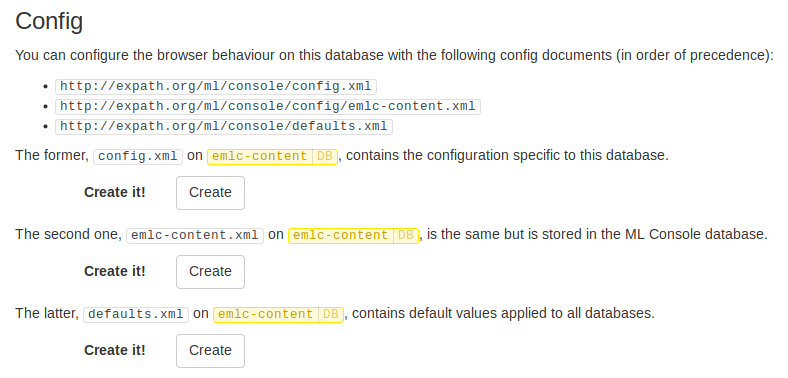 Config
You can configure the browser behaviour on this database with the following config documents (in order of precedence):
• http://expath.org/ml/console/config.xml
• http://expath.org/ml/console/config/emlc-content.xml
• http://expath.org/ml/console/defaults.xml
The former, config.xml on emlc-content DB, contains the configuration specific to this database.
Create it! Create
The second one, emlc-content.xml on emlc-content DB, is the same but is stored in the ML Console database.
Create it! Create
The latter, defaults.xml on emlc-content DB, contains default values applied to all databases.
Create it! Create